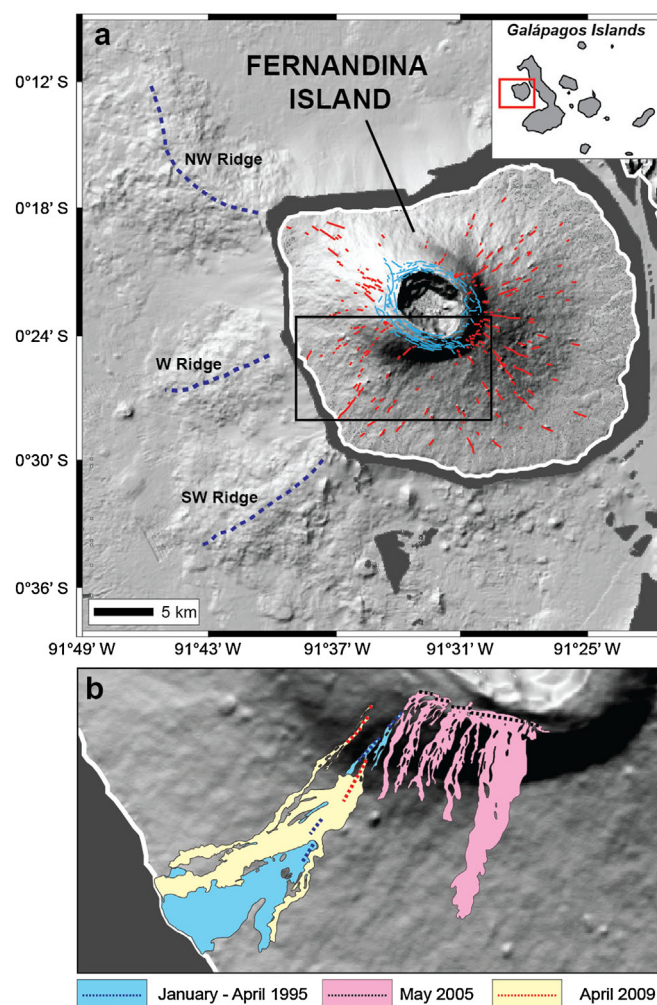 a
Galápagos Islands
FERNANDINA
ISLAND
0°12' S
NW Ridge
0°18' S
0°24' S
W Ridge
0°30' S
SW Ridge
0°36' S
5 km
91°49' W 91°43' W 91°37' W 91°31' W 91°25' W
b
January - April 1995 May 2005 April 2009